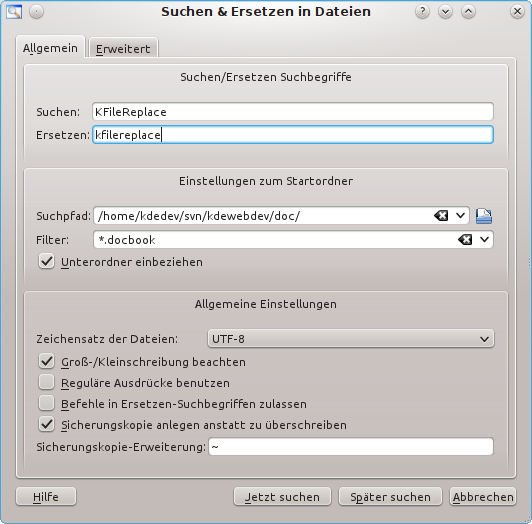 Suchen & Ersetzen in Dateien
Allgemein Erweitert
Suchen/Ersetzen Suchbegriffe
Suchen: KFileReplace
Ersetzen: kfilereplace
Einstellungen zum Startordner
Suchpfad: /home/kdedev/svn/kdewebdev/doc/
Filter: *.docbook
Unterordner einbeziehen
Allgemeine Einstellungen
Zeichensatz der Dateien: UTF-8
Groß-/Kleinschreibung beachten
Reguläre Ausdrücke benutzen
Befehle in Ersetzen-Suchbegriffen zulassen
Sicherungskopie anlegen anstatt zu überschreiben
Sicherungskopie-Erweiterung: ~
Hilfe Jetzt suchen Später suchen Abbrechen